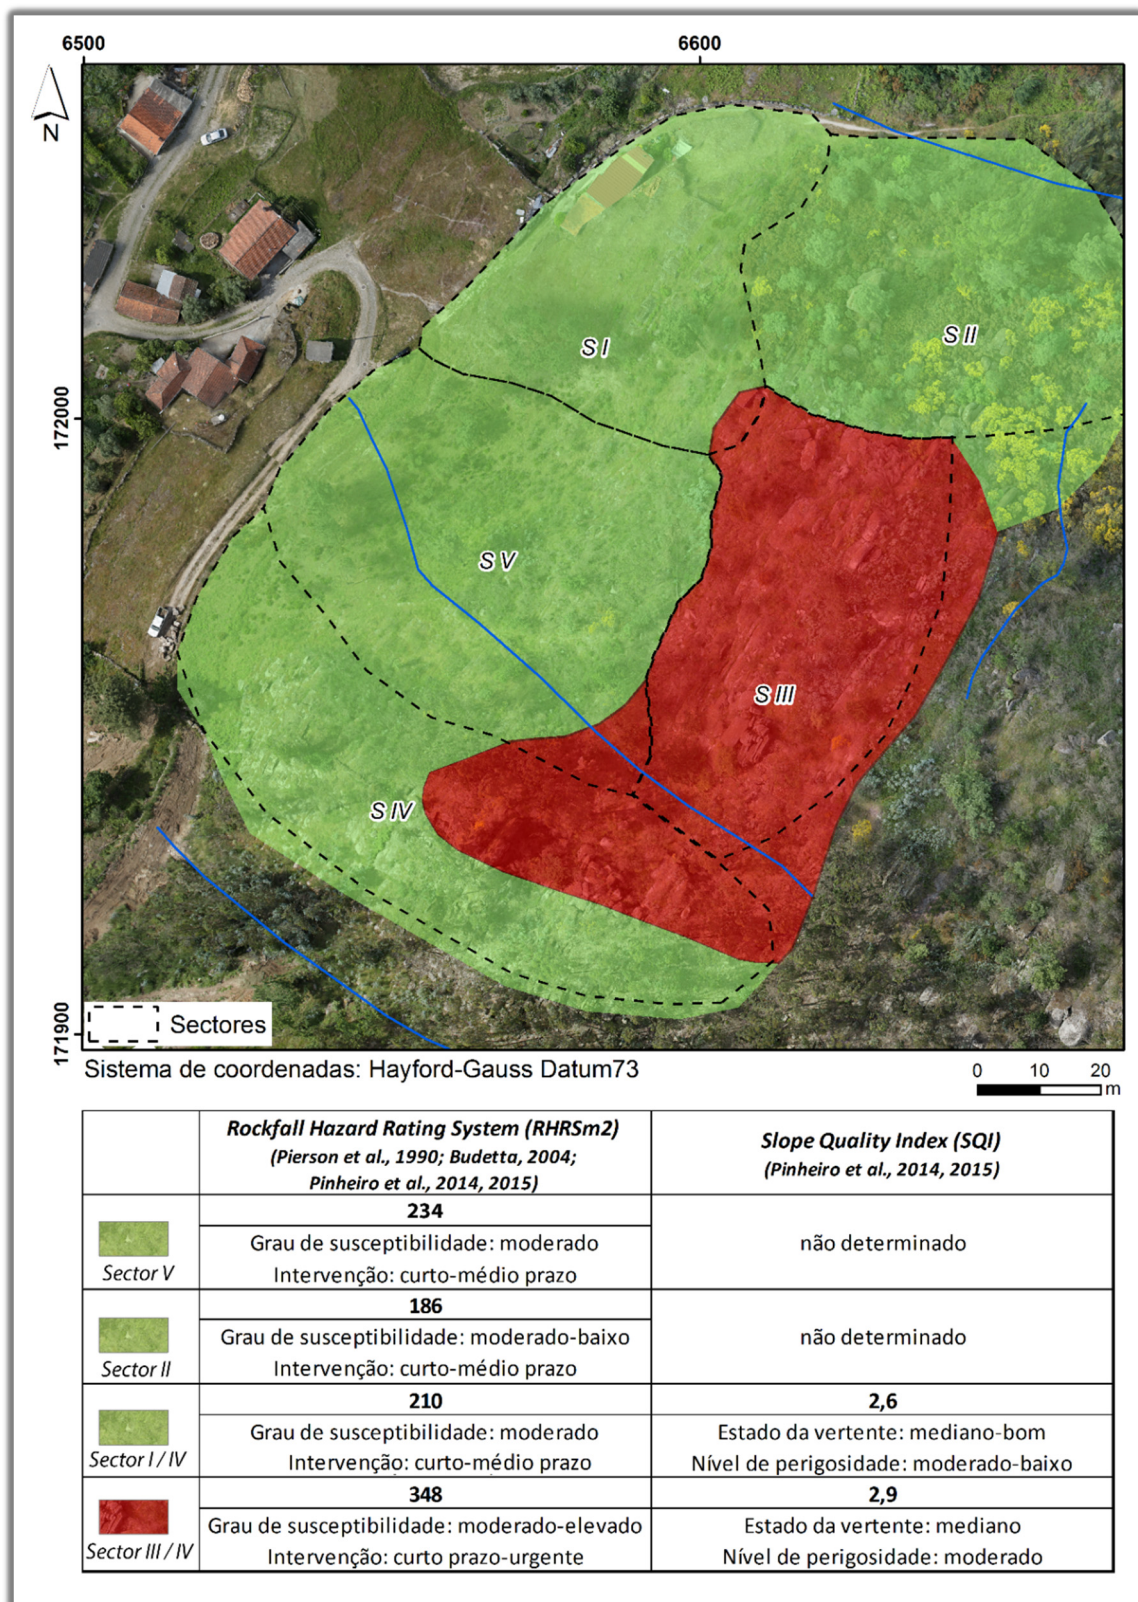 6500
6600
N
172000
171900
S I
S II
S V
S III
S IV
Sectores
Sistema de coordenadas: Hayford-Gauss Datum73
0 10 20
m
Rockfall Hazard Rating System (RHRSm2)
(Pierson et al., 1990; Budetta, 2004;
Pinheiro et al., 2014, 2015)
Slope Quality Index (SQI)
(Pinheiro et al., 2014, 2015)
Sector V
234
Grau de susceptibilidade: moderado
Intervenção: curto-médio prazo
não determinado
Sector II
186
Grau de susceptibilidade: moderado-baixo
Intervenção: curto-médio prazo
não determinado
Sector I / IV
210
Grau de susceptibilidade: moderado
Intervenção: curto-médio prazo
2,6
Estado da vertente: mediano-bom
Nível de perigosidade: moderado-baixo
Sector III / IV
348
Grau de susceptibilidade: moderado-elevado
Intervenção: curto prazo-urgente
2,9
Estado da vertente: mediano
Nível de perigosidade: moderado